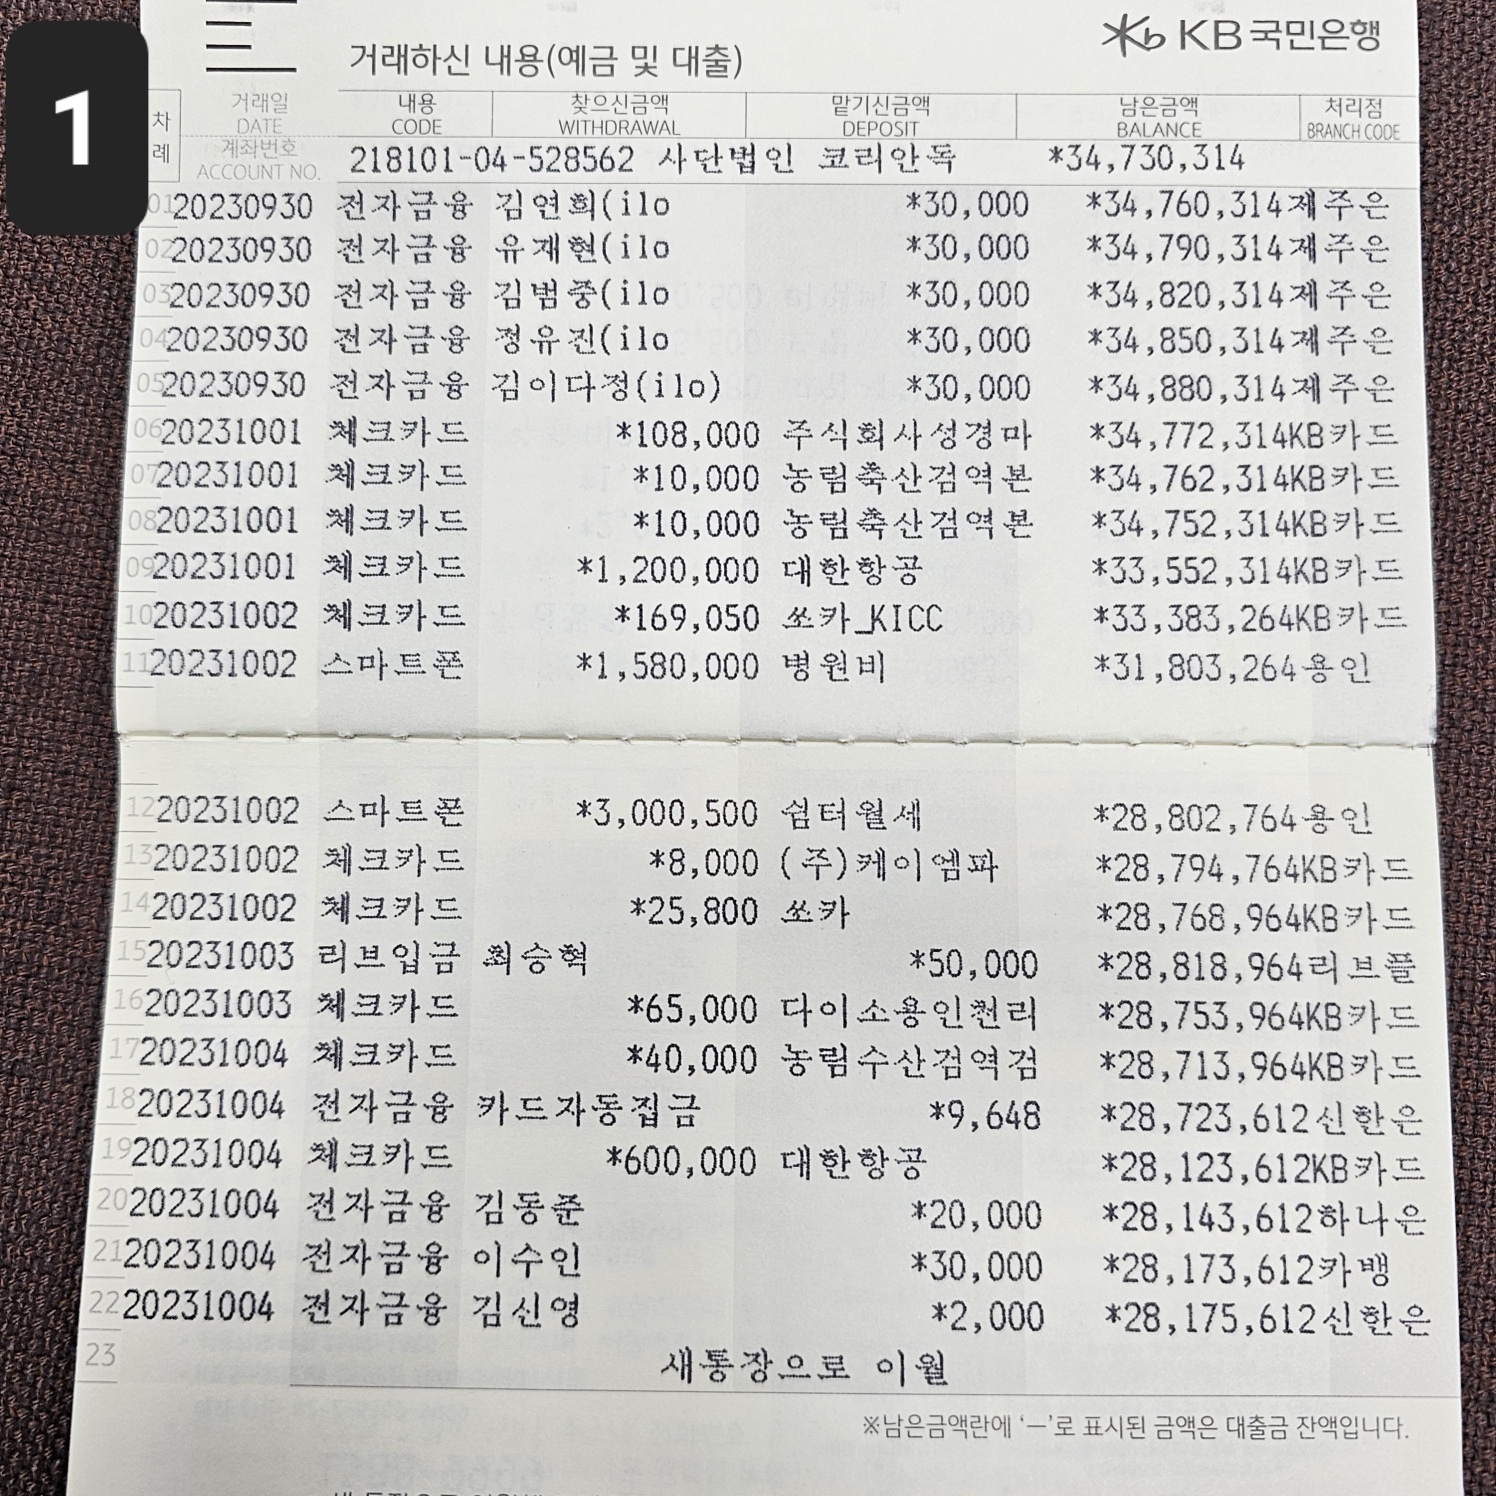 1
KB 국민은행
거래하신 내용(예금 및 대출)
차례 거래일 DATE 내용 CODE 찾으신금액 WITHDRAWAL 맡기신금액 DEPOSIT 남은금액 BALANCE 처리점 BRANCH CODE
계좌번호 ACCOUNT NO. 218101-04-528562 사단법인 코리안독 *34,730,314
01 20230930 전자금융 김연희(ilo *30,000 *34,760,314 제주은
02 20230930 전자금융 유재현(ilo *30,000 *34,790,314 제주은
03 20230930 전자금융 김범중(ilo *30,000 *34,820,314 제주은
04 20230930 전자금융 정유진(ilo *30,000 *34,850,314 제주은
05 20230930 전자금융 김이다정(ilo) *30,000 *34,880,314 제주은
06 20231001 체크카드 *108,000 주식회사성경마 *34,772,314 KB카드
07 20231001 체크카드 *10,000 농림축산검역본 *34,762,314 KB카드
08 20231001 체크카드 *10,000 농림축산검역본 *34,752,314 KB카드
09 20231001 체크카드 *1,200,000 대한항공 *33,552,314 KB카드
10 20231002 체크카드 *169,050 쏘카_KICC *33,383,264 KB카드
11 20231002 스마트폰 *1,580,000 병원비 *31,803,264 용인
12 20231002 스마트폰 *3,000,500 쉼터월세 *28,802,764 용인
13 20231002 체크카드 *8,000 (주)케이엠파 *28,794,764 KB카드
14 20231002 체크카드 *25,800 쏘카 *28,768,964 KB카드
15 20231003 리브입금 최승혁 *50,000 *28,818,964 리브플
16 20231003 체크카드 *65,000 다이소용인천리 *28,753,964 KB카드
17 20231004 체크카드 *40,000 농림수산검역검 *28,713,964 KB카드
18 20231004 전자금융 카드자동집금 *9,648 *28,723,612 신한은
19 20231004 체크카드 *600,000 대한항공 *28,123,612 KB카드
20 20231004 전자금융 김동준 *20,000 *28,143,612 하나은
21 20231004 전자금융 이수인 *30,000 *28,173,612 카뱅
22 20231004 전자금융 김신영 *2,000 *28,175,612 신한은
23 새통장으로 이월
※남은금액란에 ‘－’로 표시된 금액은 대출금 잔액입니다.